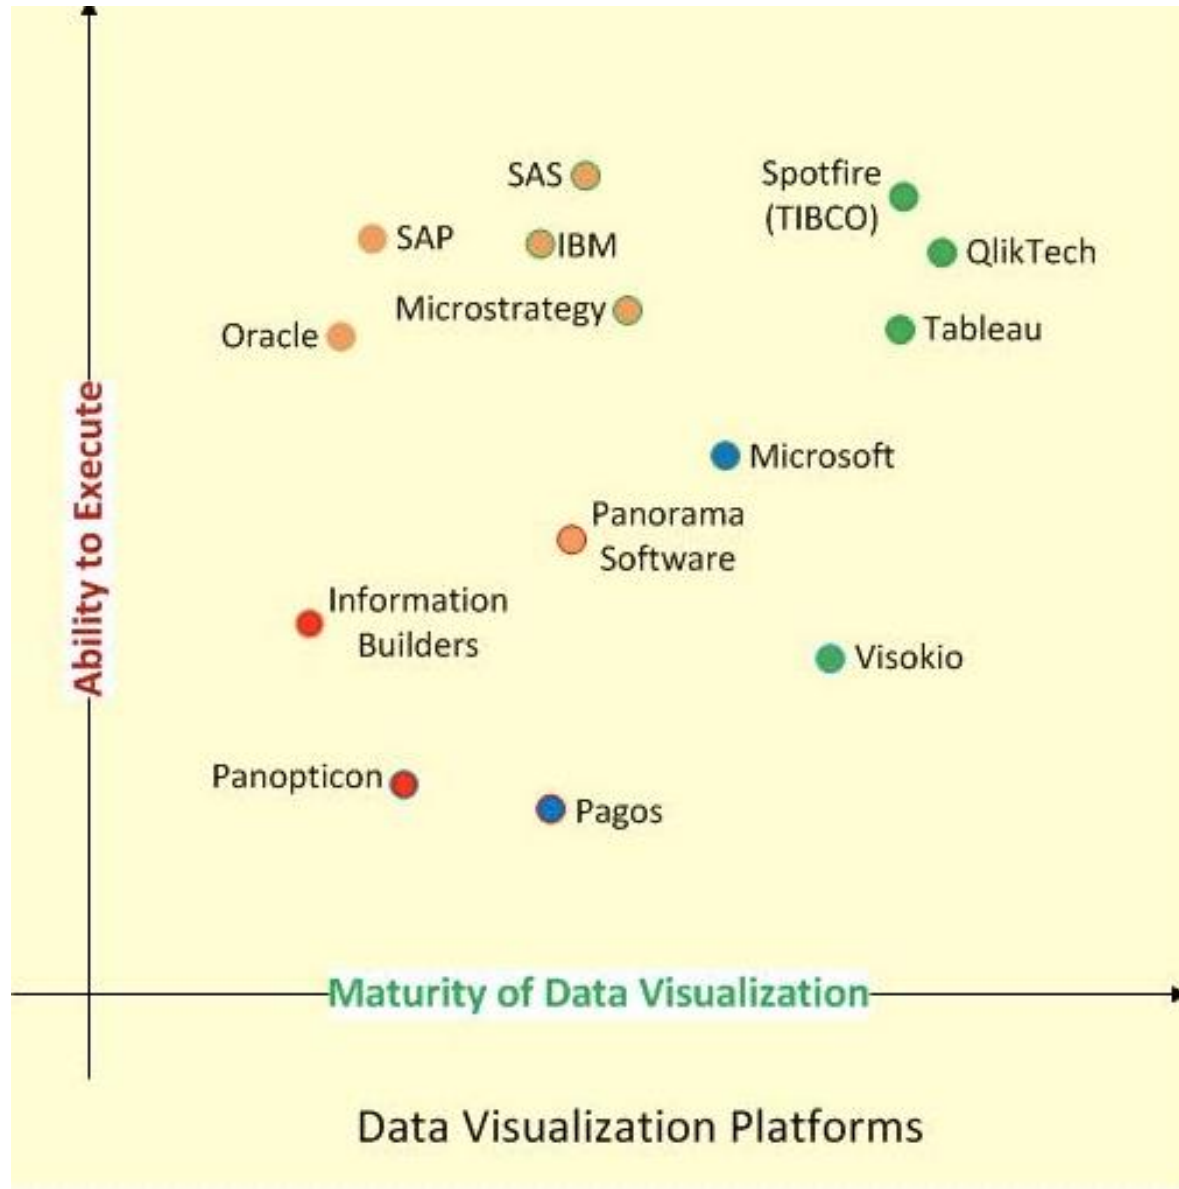 SAS
Spotfire
(TIBCO)
SAP
IBM
QlikTech
Microstrategy
Oracle
Tableau
Ability to Execute
Microsoft
Panorama
Software
Information
Builders
Visokio
Panopticon
Pagos
Maturity of Data Visualization
Data Visualization Platforms